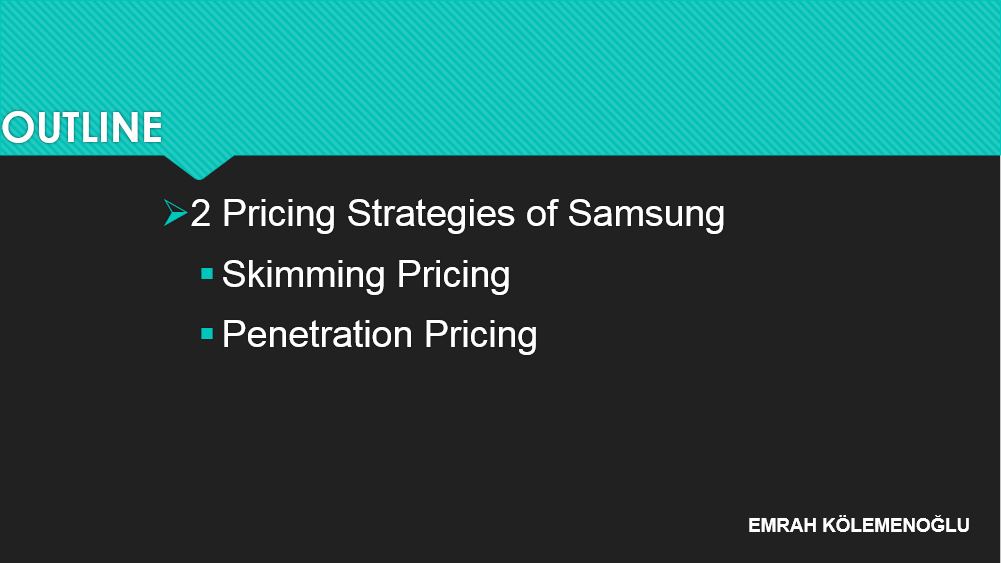 OUTLINE
2 Pricing Strategies of Samsung
Skimming Pricing
Penetration Pricing
EMRAH KÖLEMENOĞLU